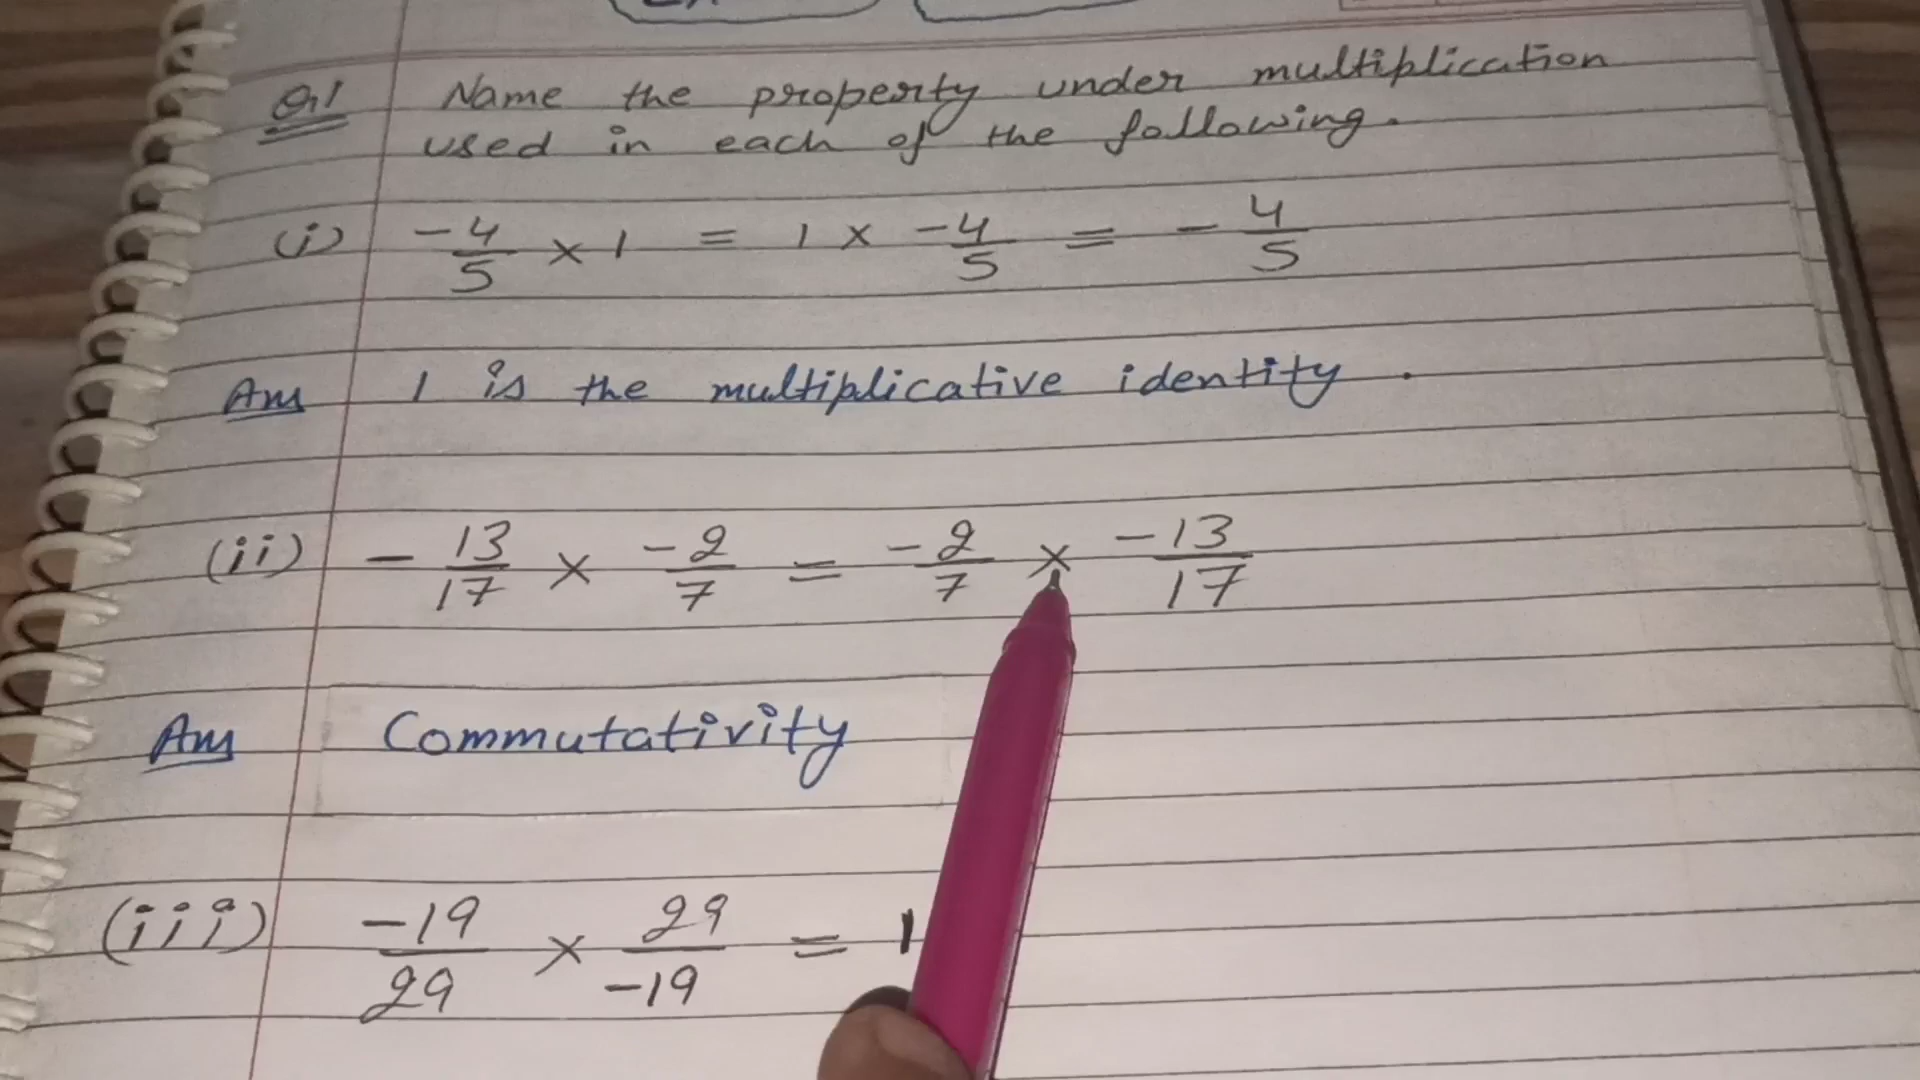 Q1 Name the property under multiplication
used in each of the following.
(i) -4/5 × 1 = 1 × -4/5 = -4/5
Ans 1 is the multiplicative identity.
(ii) -13/17 × -2/7 = -2/7 × -13/17
Ans Commutativity
(iii) -19/29 × 29/-19 = 1